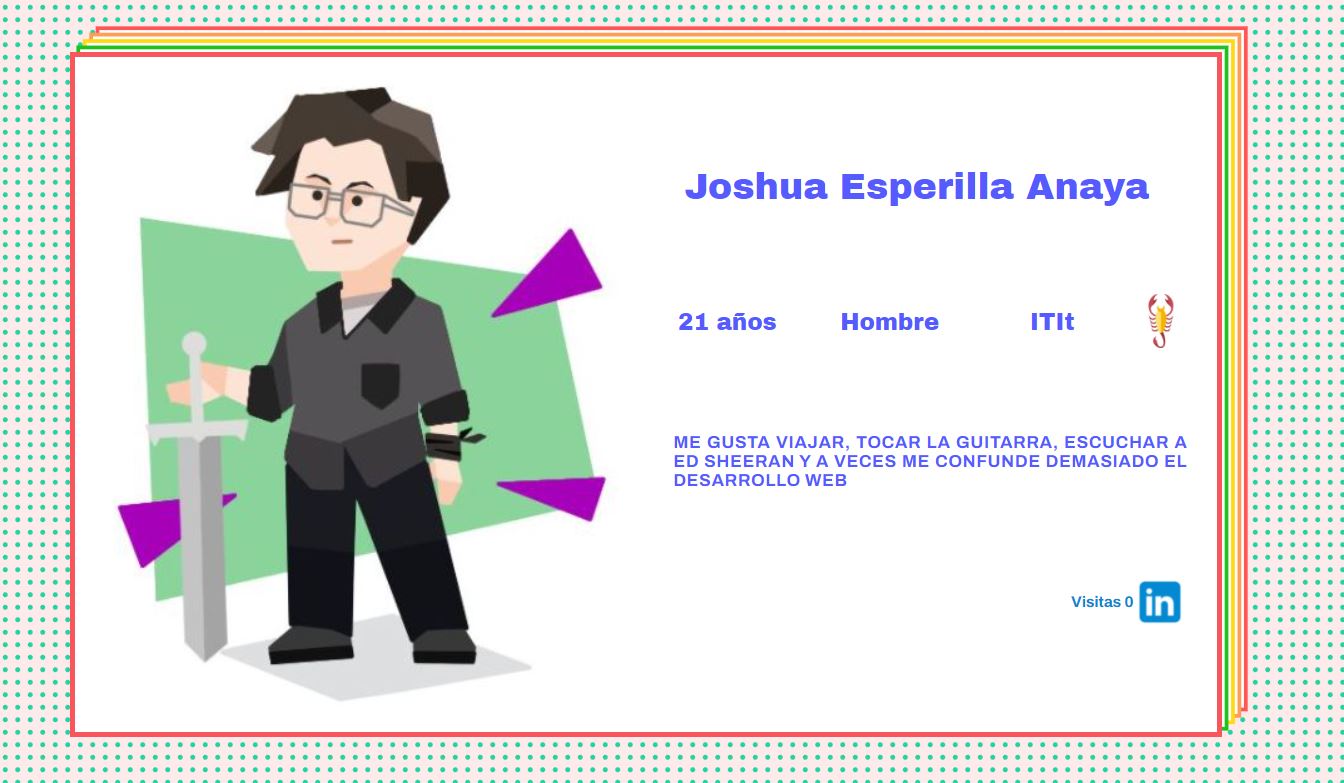 Joshua Esperilla Anaya
21 años Hombre ITIt
ME GUSTA VIAJAR, TOCAR LA GUITARRA, ESCUCHAR A
ED SHEERAN Y A VECES ME CONFUNDE DEMASIADO EL
DESARROLLO WEB
Visitas 0 in